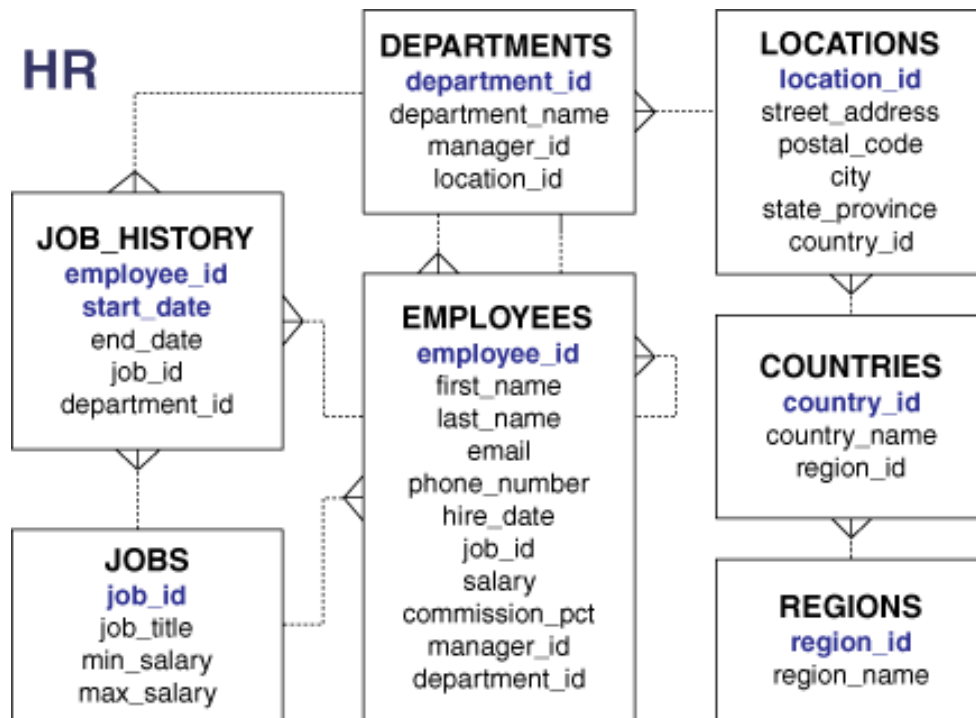 HR
DEPARTMENTS
department_id
department_name
manager_id
location_id
LOCATIONS
location_id
street_address
postal_code
city
state_province
country_id
JOB_HISTORY
employee_id
start_date
end_date
job_id
department_id
EMPLOYEES
employee_id
first_name
last_name
email
phone_number
hire_date
job_id
salary
commission_pct
manager_id
department_id
COUNTRIES
country_id
country_name
region_id
JOBS
job_id
job_title
min_salary
max_salary
REGIONS
region_id
region_name